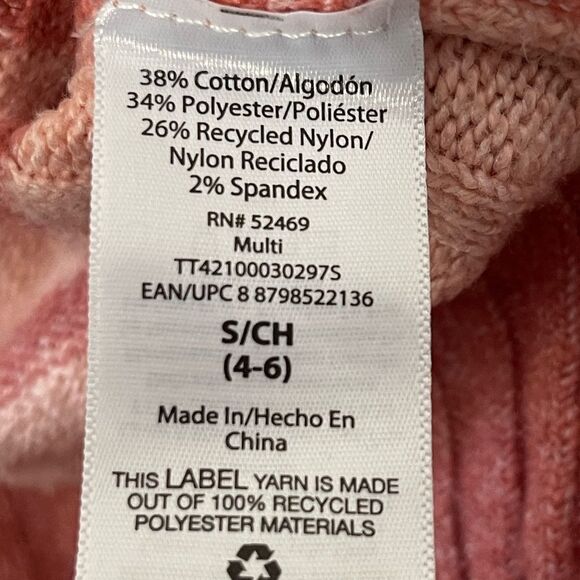 38% Cotton/Algodón
34% Polyester/Poliéster
26% Recycled Nylon/
Nylon Reciclado
2% Spandex
RN# 52469
Multi
TT42100030297S
EAN/UPC 8 8798522136
S/CH
(4-6)
Made In/Hecho En
China
THIS LABEL YARN IS MADE
OUT OF 100% RECYCLED
POLYESTER MATERIALS